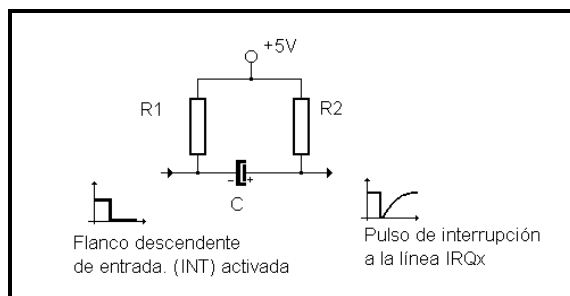 +5V
R1
R2
- +
C
Flanco descendente
de entrada. (INT) activada
Pulso de interrupción
a la línea IRQx